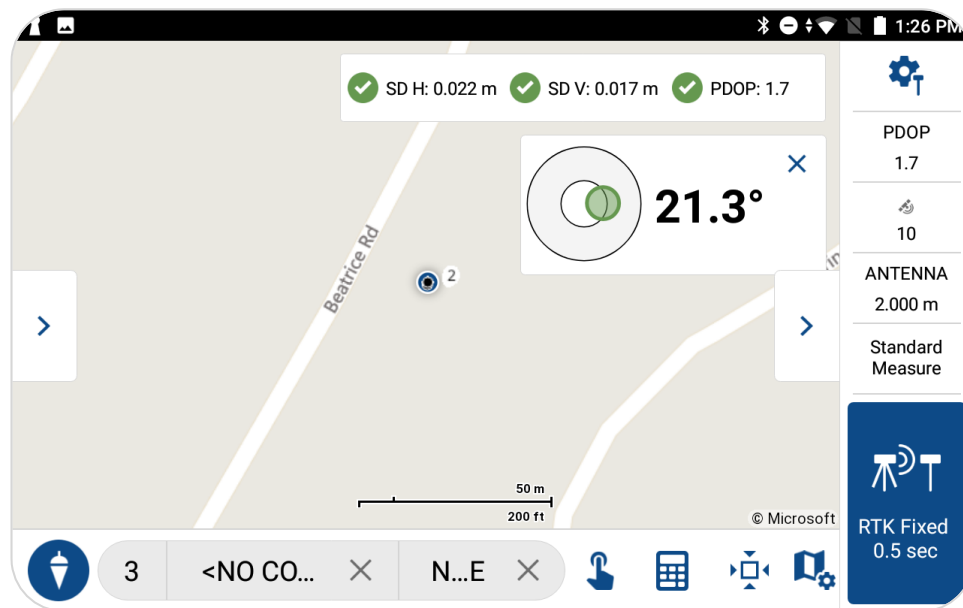 1:26 PM
SD H: 0.022 m SD V: 0.017 m PDOP: 1.7
21.3°
Beatrice Rd
2
50 m
200 ft
© Microsoft
PDOP
1.7
10
ANTENNA
2.000 m
Standard
Measure
RTK Fixed
0.5 sec
3 <NO CO... N...E